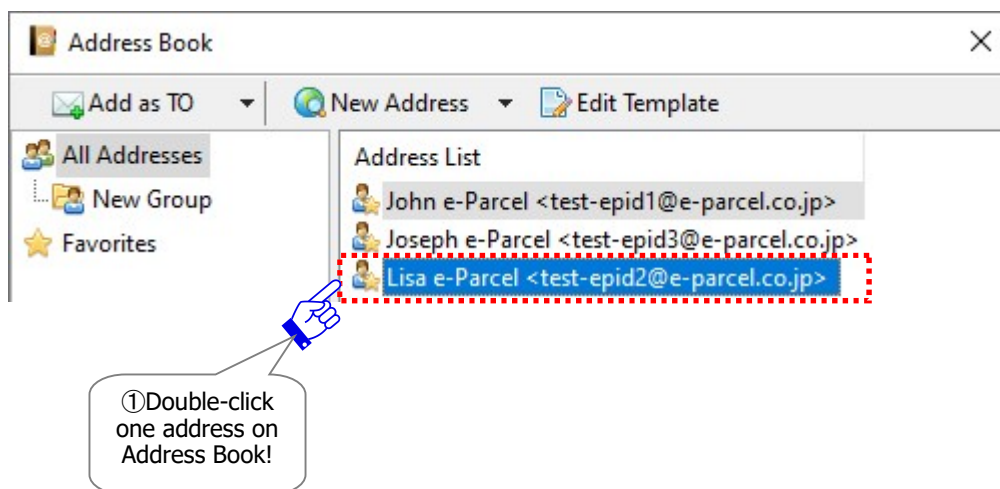 Address Book
Add as TO New Address Edit Template
All Addresses
New Group
Favorites
Address List
John e-Parcel <test-epid1@e-parcel.co.jp>
Joseph e-Parcel <test-epid3@e-parcel.co.jp>
Lisa e-Parcel <test-epid2@e-parcel.co.jp>
①Double-click
one address on
Address Book!